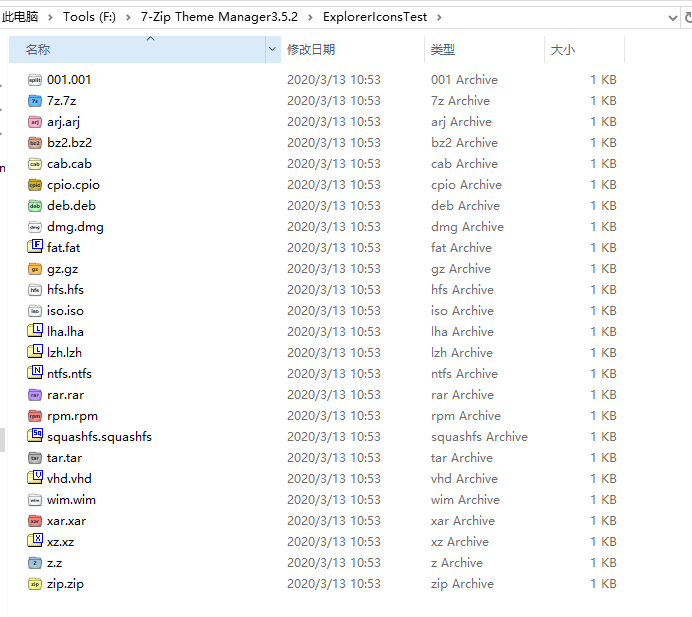 此电脑 > Tools (F:) > 7-Zip Theme Manager3.5.2 > ExplorerIconsTest >
名称 修改日期 类型 大小
001.001 2020/3/13 10:53 001 Archive 1 KB
7z.7z 2020/3/13 10:53 7z Archive 1 KB
arj.arj 2020/3/13 10:53 arj Archive 1 KB
bz2.bz2 2020/3/13 10:53 bz2 Archive 1 KB
cab.cab 2020/3/13 10:53 cab Archive 1 KB
cpio.cpio 2020/3/13 10:53 cpio Archive 1 KB
deb.deb 2020/3/13 10:53 deb Archive 1 KB
dmg.dmg 2020/3/13 10:53 dmg Archive 1 KB
fat.fat 2020/3/13 10:53 fat Archive 1 KB
gz.gz 2020/3/13 10:53 gz Archive 1 KB
hfs.hfs 2020/3/13 10:53 hfs Archive 1 KB
iso.iso 2020/3/13 10:53 iso Archive 1 KB
lha.lha 2020/3/13 10:53 lha Archive 1 KB
lzh.lzh 2020/3/13 10:53 lzh Archive 1 KB
ntfs.ntfs 2020/3/13 10:53 ntfs Archive 1 KB
rar.rar 2020/3/13 10:53 rar Archive 1 KB
rpm.rpm 2020/3/13 10:53 rpm Archive 1 KB
squashfs.squashfs 2020/3/13 10:53 squashfs Archive 1 KB
tar.tar 2020/3/13 10:53 tar Archive 1 KB
vhd.vhd 2020/3/13 10:53 vhd Archive 1 KB
wim.wim 2020/3/13 10:53 wim Archive 1 KB
xar.xar 2020/3/13 10:53 xar Archive 1 KB
xz.xz 2020/3/13 10:53 xz Archive 1 KB
z.z 2020/3/13 10:53 z Archive 1 KB
zip.zip 2020/3/13 10:53 zip Archive 1 KB